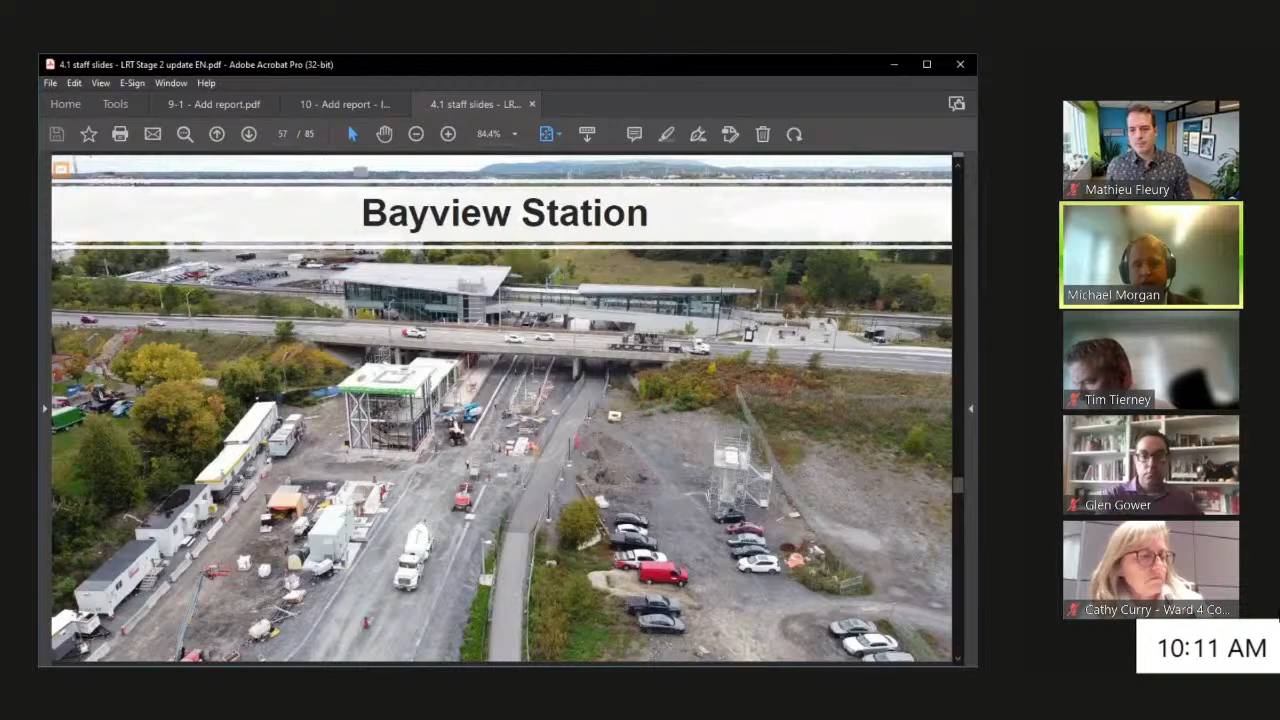 4.1 staff slides - LRT Stage 2 update EN.pdf - Adobe Acrobat Pro (32-bit)
File Edit View E-Sign Window Help
Home Tools 9-1 - Add report.pdf 10 - Add report - I... 4.1 staff slides - LR... ×
57 / 85 84.4%
Bayview Station
Mathieu Fleury
Michael Morgan
Tim Tierney
Glen Gower
Cathy Curry - Ward 4 Co...
10:11 AM